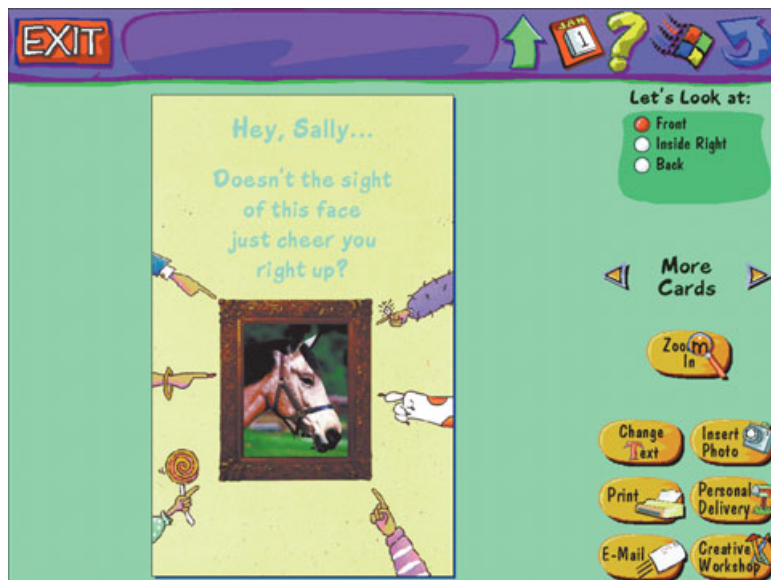 EXIT
JAN
1
?
Let's Look at:
Front
Inside Right
Back
Hey, Sally...
Doesn't the sight
of this face
just cheer you
right up?
More
Cards
Zoom
In
Change
Text
Insert
Photo
Print
Personal
Delivery
E-Mail
Creative
Workshop